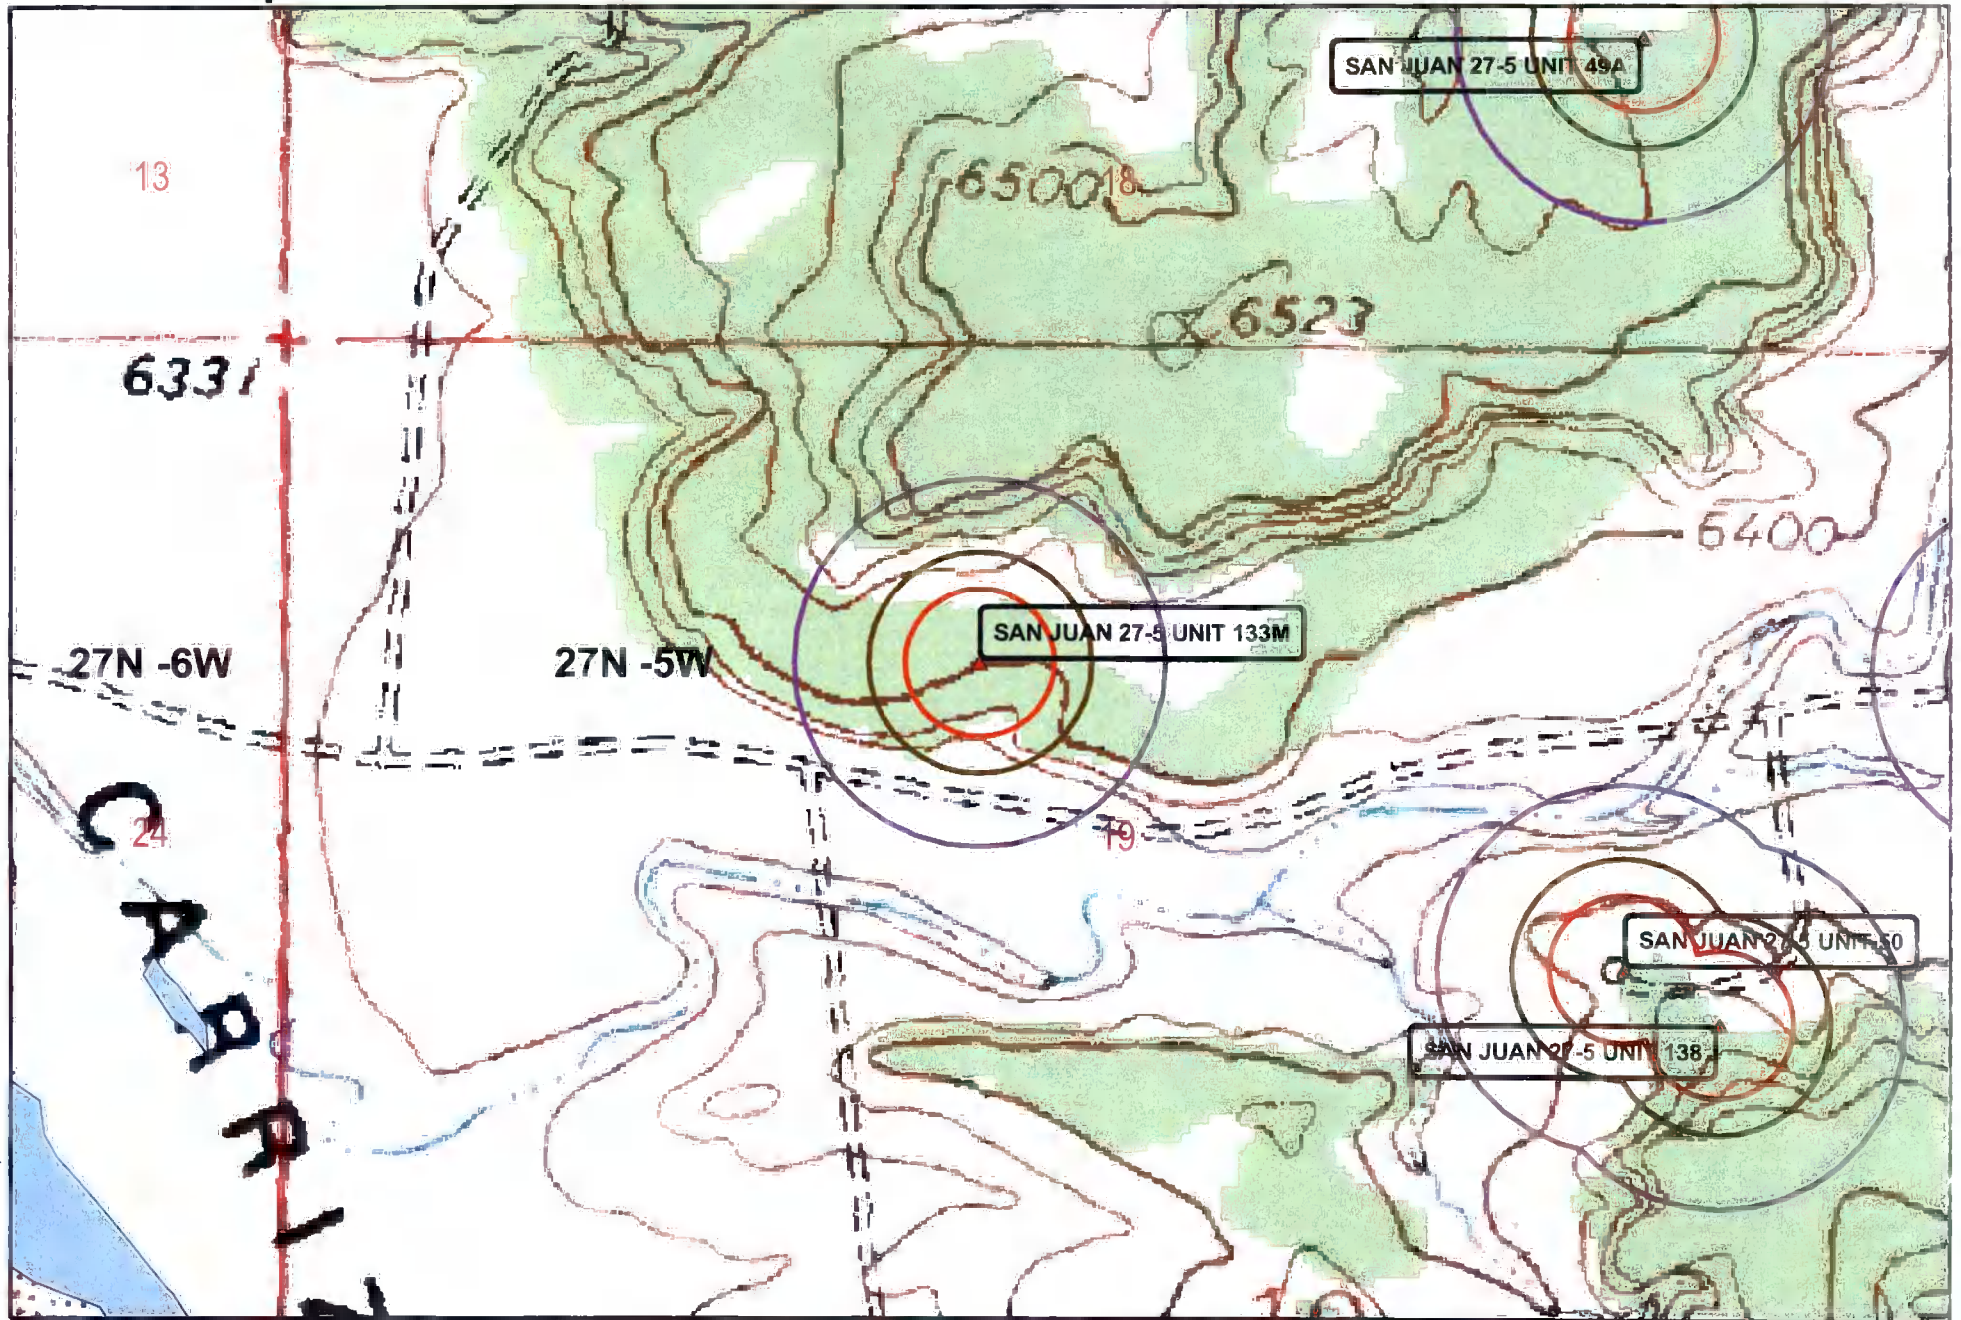 SAN JUAN 27-5 UNIT 49A
13
6500
18
6523
6331
6400
SAN JUAN 27-5 UNIT 133M
27N -6W
27N -5W
24
19
C
A
R
R
I
Z
SAN JUAN 27-5 UNIT 50
SAN JUAN 27-5 UNIT 138